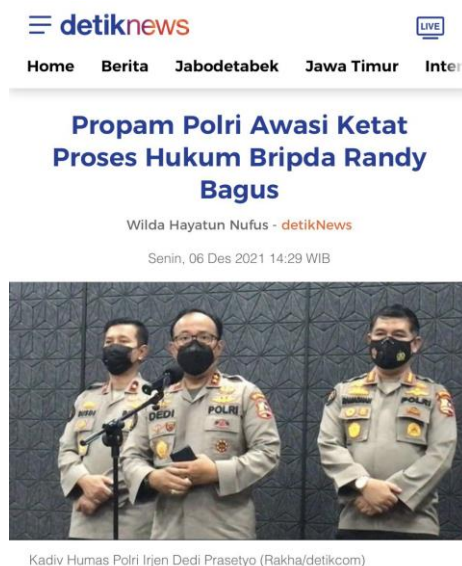 detiknews
LIVE
Home Berita Jabodetabek Jawa Timur Inter
Propam Polri Awasi Ketat
Proses Hukum Bripda Randy
Bagus
Wilda Hayatun Nufus - detikNews
Senin, 06 Des 2021 14:29 WIB
DEDI
POLRI
POLRI
Kadiv Humas Polri Irjen Dedi Prasetyo (Rakha/detikcom)